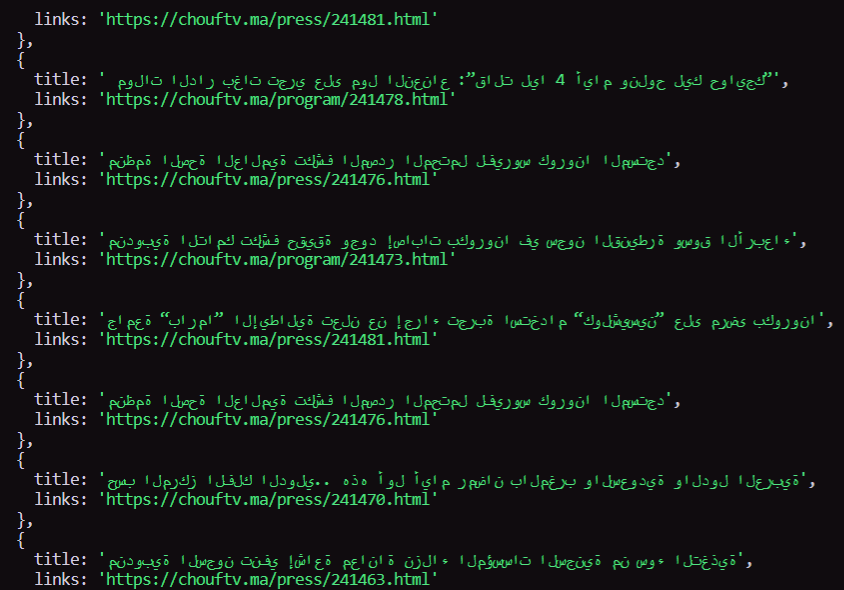 links: 'https://chouftv.ma/press/241481.html'
},
{
title: ' مولات الدار بغات تجري على مول النعناع :”قالت ليا 4 أيام ونلوح ليك حوايجك”',
links: 'https://chouftv.ma/program/241478.html'
},
{
title: 'منظمة الصحة العالمية تكشف المصدر المحتمل لفيروس كورونا المستجد',
links: 'https://chouftv.ma/press/241476.html'
},
{
title: 'مندوبية التامك تكشف حقيقة وجود إصابات بكورونا في سجون القنيطرة وسوق الأربعاء',
links: 'https://chouftv.ma/program/241473.html'
},
{
title: 'جامعة “بارما” الإيطالية تعلن عن إجراء تجربة استخدام “كولشيسين” على مرضى بكورونا',
links: 'https://chouftv.ma/press/241481.html'
},
{
title: 'منظمة الصحة العالمية تكشف المصدر المحتمل لفيروس كورونا المستجد',
links: 'https://chouftv.ma/press/241476.html'
},
{
title: 'حسب المركز الفلك الدولي.. هذه أول أيام رمضان بالمغرب والسعودية والدول العربية',
links: 'https://chouftv.ma/press/241470.html'
},
{
title: 'مندوبية السجون تنفي إشاعة معاناة نزلاء المؤسسات السجنية من سوء التغذية',
links: 'https://chouftv.ma/press/241463.html'